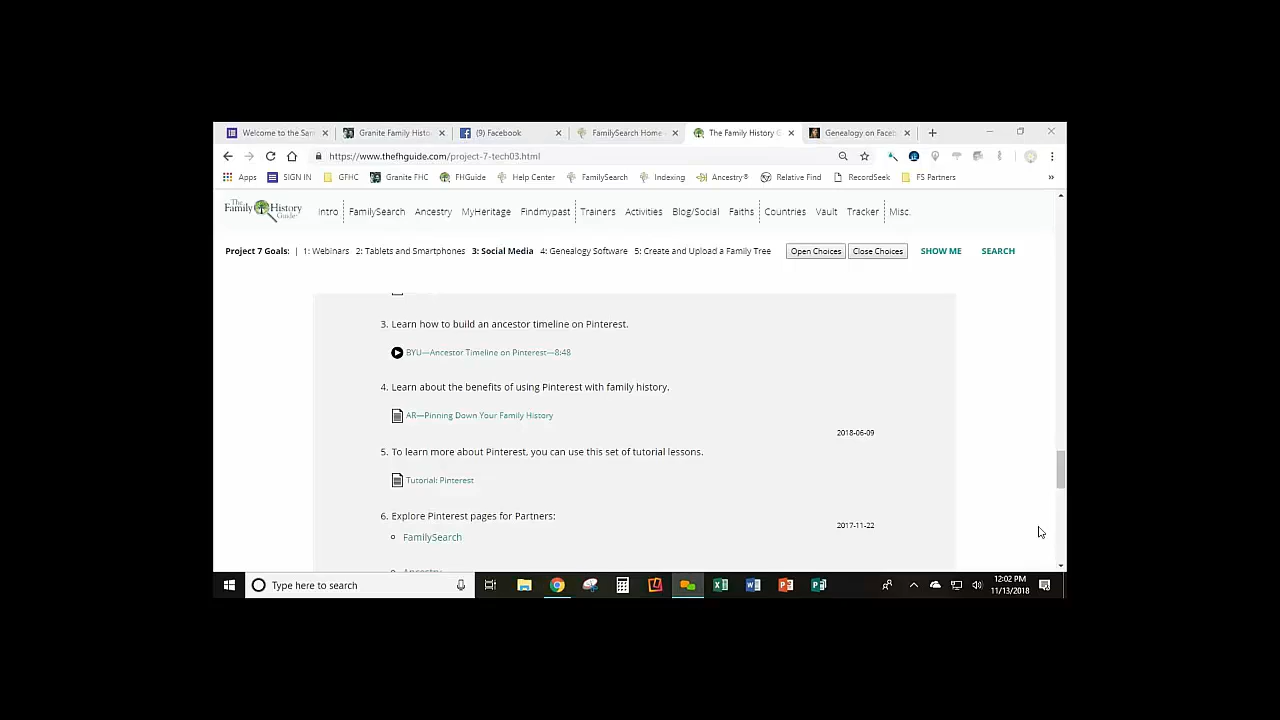 Welcome to the San
Granite Family Histo
(9) Facebook
FamilySearch Home
The Family History G
Genealogy on Faceb
https://www.thefhguide.com/project-7-tech03.html
Apps SIGN IN GFHC Granite FHC FHGuide Help Center FamilySearch Indexing Ancestry® Relative Find RecordSeek FS Partners »
The Family History Guide
Intro FamilySearch Ancestry MyHeritage Findmypast Trainers Activities Blog/Social Faiths Countries Vault Tracker Misc.
Project 7 Goals: | 1: Webinars 2: Tablets and Smartphones 3: Social Media 4: Genealogy Software 5: Create and Upload a Family Tree Open Choices Close Choices SHOW ME SEARCH
3. Learn how to build an ancestor timeline on Pinterest.
BYU—Ancestor Timeline on Pinterest—8:48
4. Learn about the benefits of using Pinterest with family history.
AR—Pinning Down Your Family History
2018-06-09
5. To learn more about Pinterest, you can use this set of tutorial lessons.
Tutorial: Pinterest
6. Explore Pinterest pages for Partners:
2017-11-22
FamilySearch
Ancestry
Type here to search
12:02 PM
11/13/2018